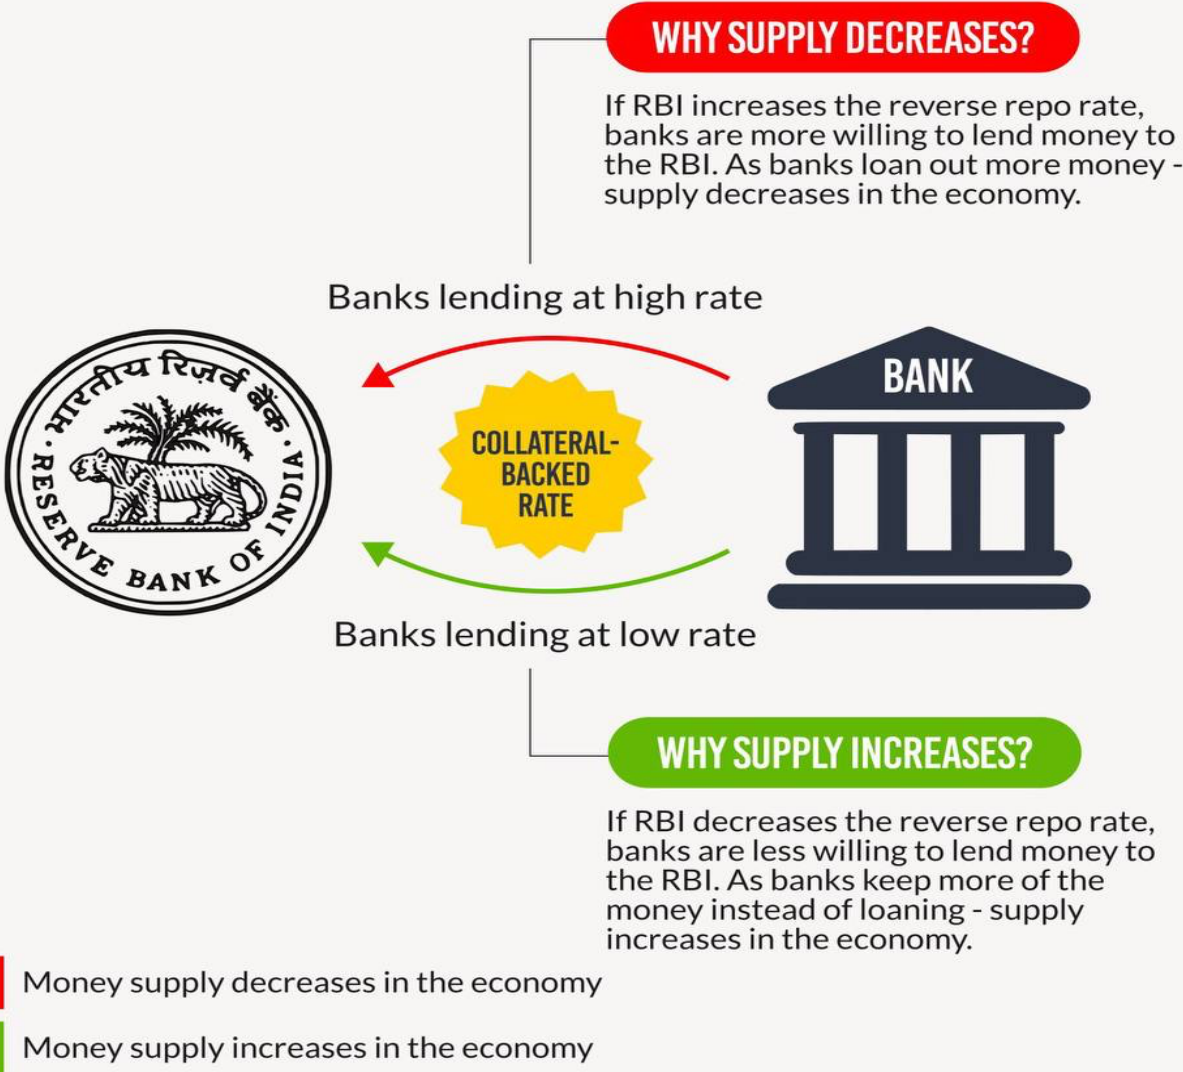 WHY SUPPLY DECREASES?
If RBI increases the reverse repo rate,
banks are more willing to lend money to
the RBI. As banks loan out more money -
supply decreases in the economy.
Banks lending at high rate
भारतीय रिज़र्व बैंक
RESERVE BANK OF INDIA
COLLATERAL-
BACKED
RATE
BANK
Banks lending at low rate
WHY SUPPLY INCREASES?
If RBI decreases the reverse repo rate,
banks are less willing to lend money to
the RBI. As banks keep more of the
money instead of loaning - supply
increases in the economy.
Money supply decreases in the economy
Money supply increases in the economy